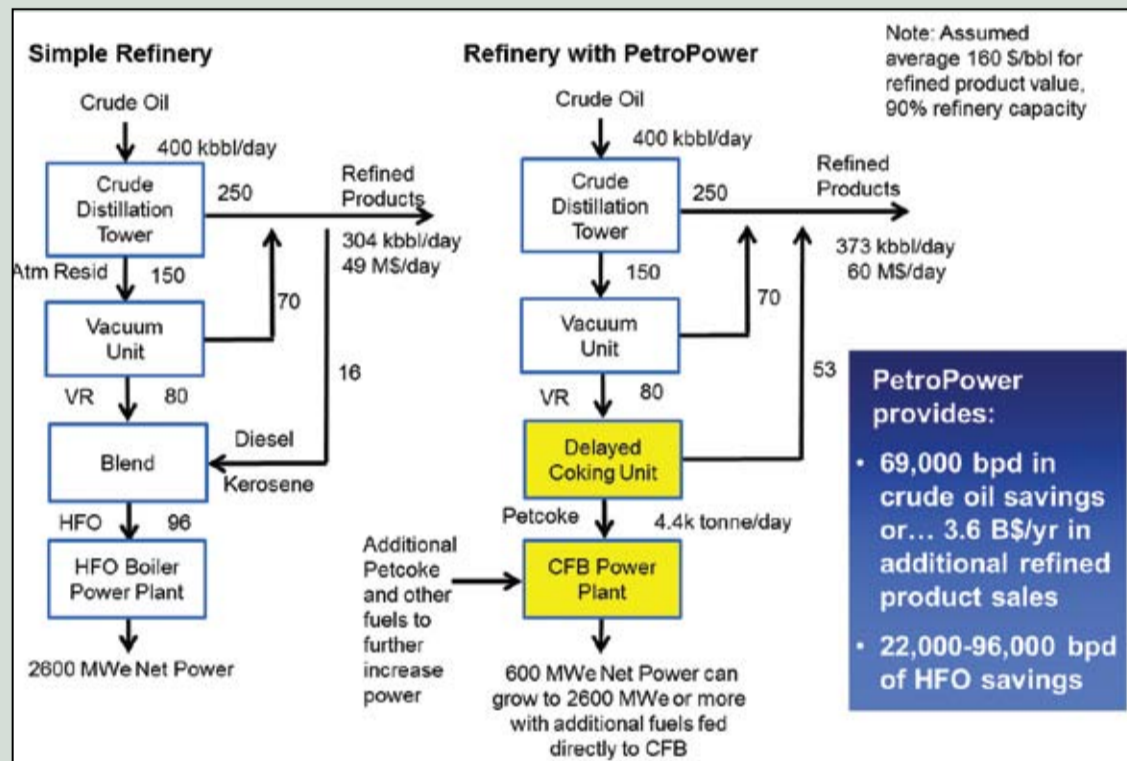 Simple Refinery
Crude Oil
400 kbbl/day
Crude
Distillation
Tower
250
Refined
Products
304 kbbl/day
49 M$/day
Atm Resid
150
70
Vacuum
Unit
16
VR
80
Diesel
Blend
Kerosene
HFO
96
HFO Boiler
Power Plant
2600 MWe Net Power
Refinery with PetroPower
Crude Oil
400 kbbl/day
Crude
Distillation
Tower
250
Refined
Products
373 kbbl/day
60 M$/day
150
70
Vacuum
Unit
53
VR
80
Delayed
Coking Unit
Petcoke
4.4k tonne/day
Additional
Petcoke
and other
fuels to
further
increase
power
CFB Power
Plant
600 MWe Net Power can
grow to 2600 MWe or more
with additional fuels fed
directly to CFB
Note: Assumed
average 160 $/bbl for
refined product value,
90% refinery capacity
PetroPower
provides:
• 69,000 bpd in
crude oil savings
or... 3.6 B$/yr in
additional refined
product sales
• 22,000-96,000 bpd
of HFO savings